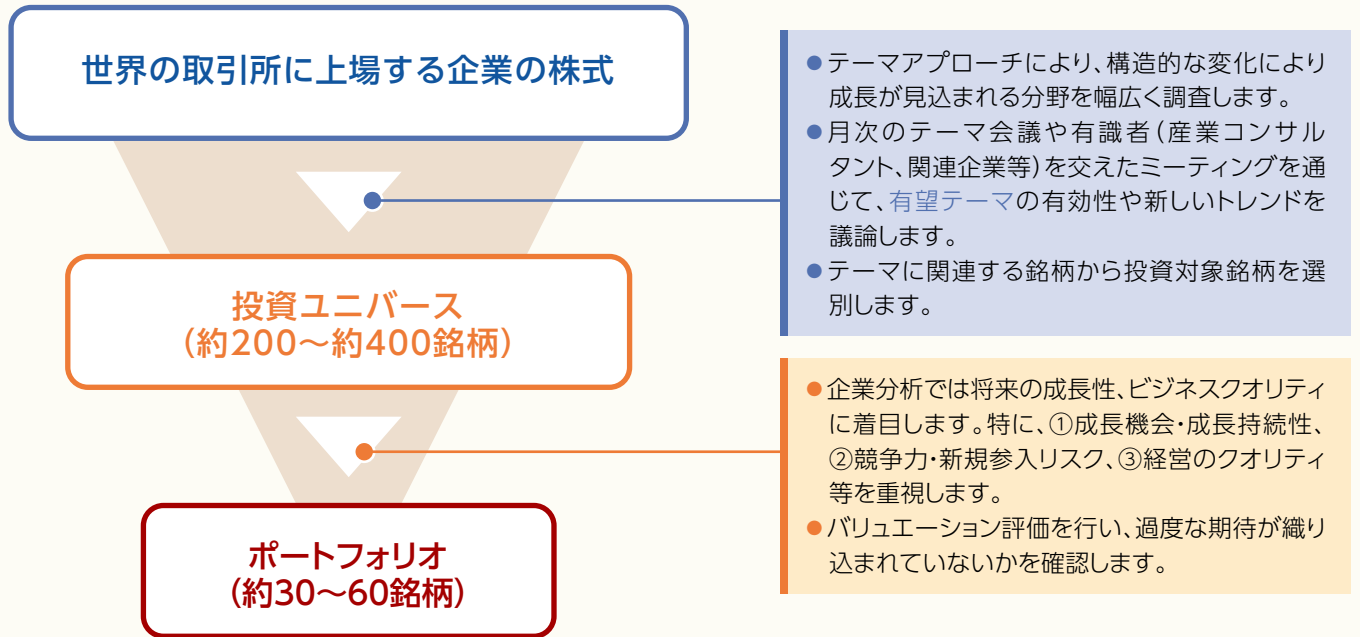 世界の取引所に上場する企業の株式
●テーマアプローチにより、構造的な変化により
成長が見込まれる分野を幅広く調査します。
●月次のテーマ会議や有識者（産業コンサル
タント、関連企業等）を交えたミーティングを通
じて、有望テーマの有効性や新しいトレンドを
議論します。
●テーマに関連する銘柄から投資対象銘柄を選
別します。
投資ユニバース
（約200～約400銘柄）
●企業分析では将来の成長性、ビジネスクオリティ
に着目します。特に、①成長機会・成長持続性、
②競争力・新規参入リスク、③経営のクオリティ
等を重視します。
●バリュエーション評価を行い、過度な期待が織り
込まれていないかを確認します。
ポートフォリオ
（約30～60銘柄）